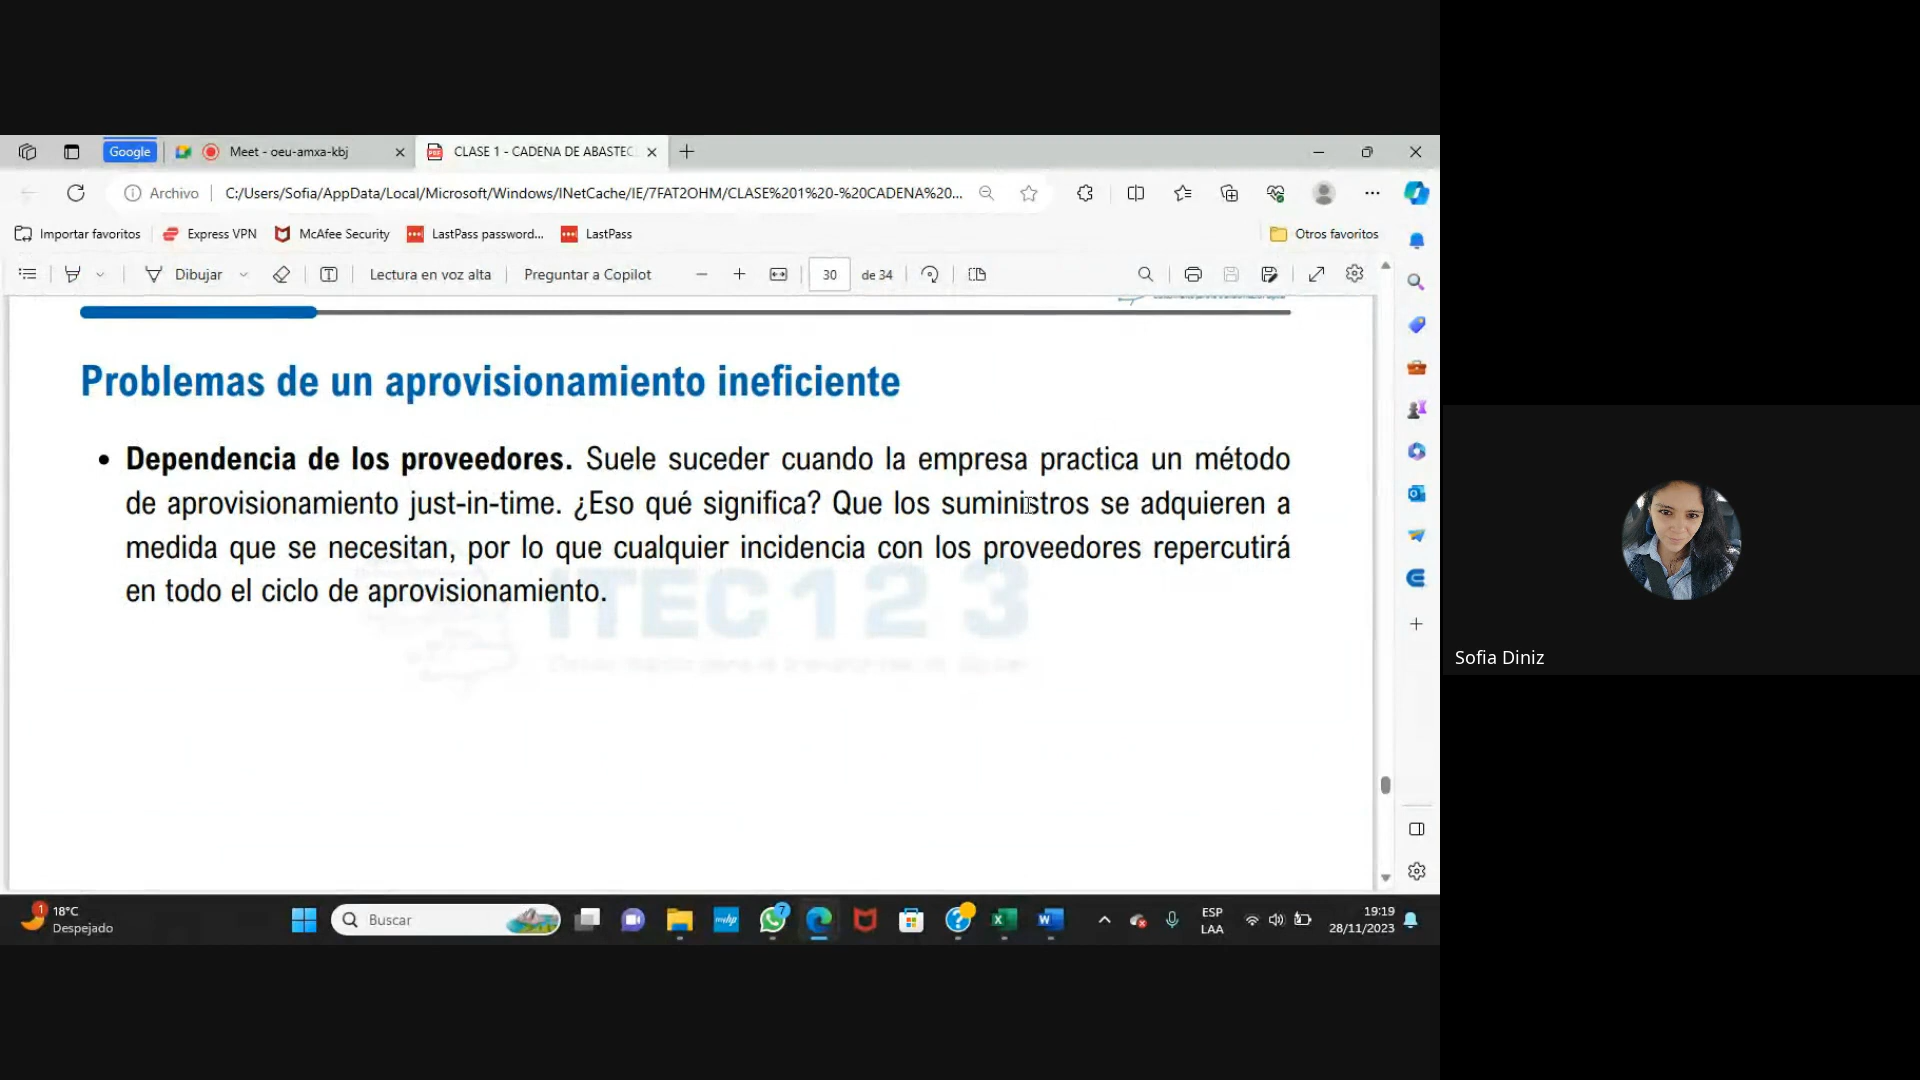 Google
Meet - oeu-amxa-kbj
CLASE 1 - CADENA DE ABASTEC
Archivo
C:/Users/Sofia/AppData/Local/Microsoft/Windows/INetCache/IE/7FAT2OHM/CLASE%201%20-%20CADENA%20...
Importar favoritos
Express VPN
McAfee Security
LastPass password...
LastPass
Otros favoritos
Dibujar
Lectura en voz alta
Preguntar a Copilot
30
de 34
Problemas de un aprovisionamiento ineficiente
• Dependencia de los proveedores. Suele suceder cuando la empresa practica un método
de aprovisionamiento just-in-time. ¿Eso qué significa? Que los suministros se adquieren a
medida que se necesitan, por lo que cualquier incidencia con los proveedores repercutirá
en todo el ciclo de aprovisionamiento.
ITEC 1 2 3
Sofia Diniz
1
18°C
Despejado
Buscar
myhp
7
ESP
LAA
19:19
28/11/2023